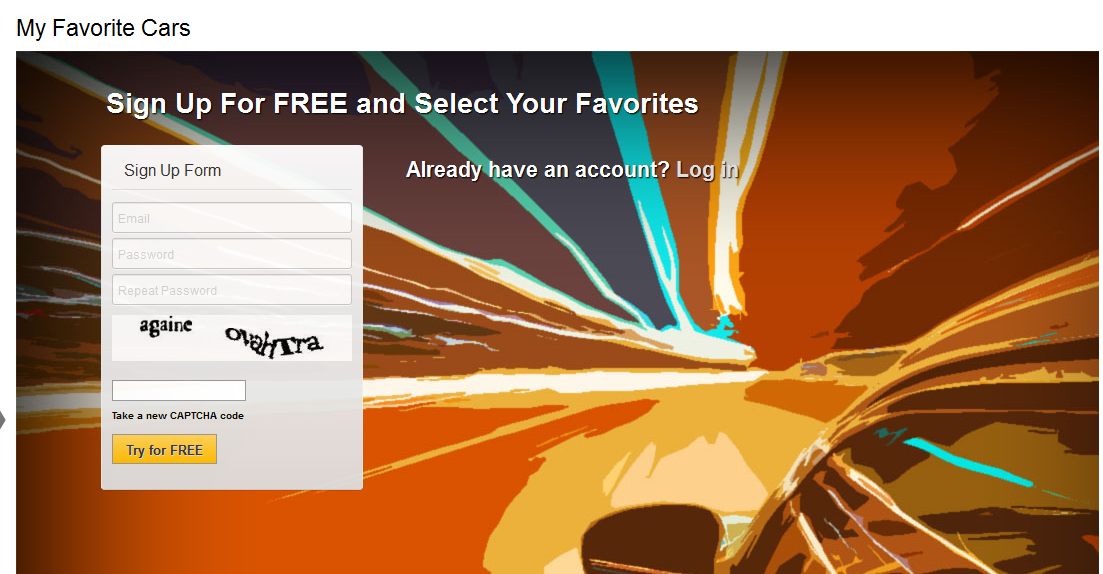 My Favorite Cars
Sign Up For FREE and Select Your Favorites
Sign Up Form
Already have an account? Log in
Email
Password
Repeat Password
againe ovahTra
Take a new CAPTCHA code
Try for FREE